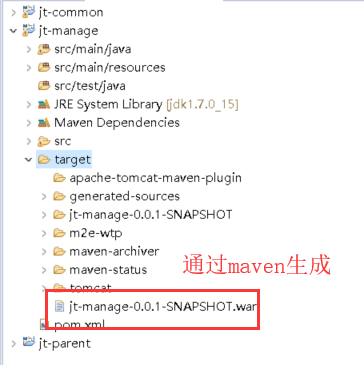 jt-common
jt-manage
src/main/java
src/main/resources
src/test/java
JRE System Library [jdk1.7.0_15]
Maven Dependencies
src
target
apache-tomcat-maven-plugin
generated-sources
jt-manage-0.0.1-SNAPSHOT
m2e-wtp
maven-archiver
maven-status
通过maven生成
tomcat
jt-manage-0.0.1-SNAPSHOT.war
pom.xml
jt-parent